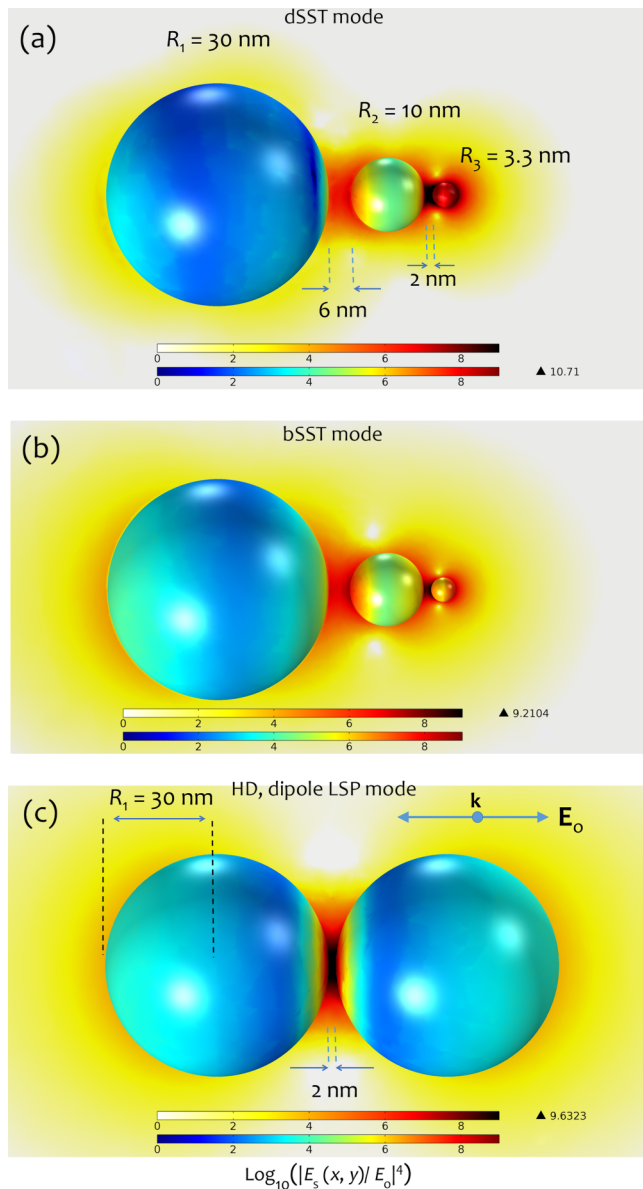 dSST mode
(a)
R₁ = 30 nm
R₂ = 10 nm
R₃ = 3.3 nm
2 nm
6 nm
0 2 4 6 8
0 2 4 6 8
▲ 10.71
bSST mode
(b)
0 2 4 6 8
0 2 4 6 8
▲ 9.2104
HD, dipole LSP mode
(c)
R₁ = 30 nm
k
Eₒ
2 nm
0 2 4 6 8
0 2 4 6 8
▲ 9.6323
Log₁₀(|Eₛ (x, y)/ Eₒ|⁴)